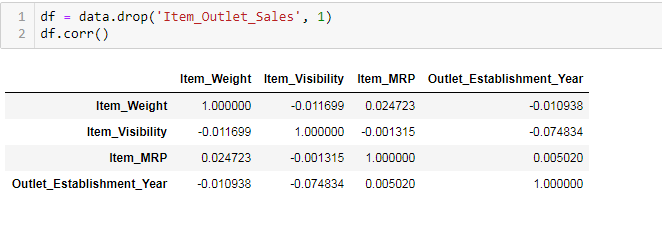 1 df = data.drop('Item_Outlet_Sales', 1)
2 df.corr()
Item_Weight Item_Visibility Item_MRP Outlet_Establishment_Year
Item_Weight 1.000000 -0.011699 0.024723 -0.010938
Item_Visibility -0.011699 1.000000 -0.001315 -0.074834
Item_MRP 0.024723 -0.001315 1.000000 0.005020
Outlet_Establishment_Year -0.010938 -0.074834 0.005020 1.000000